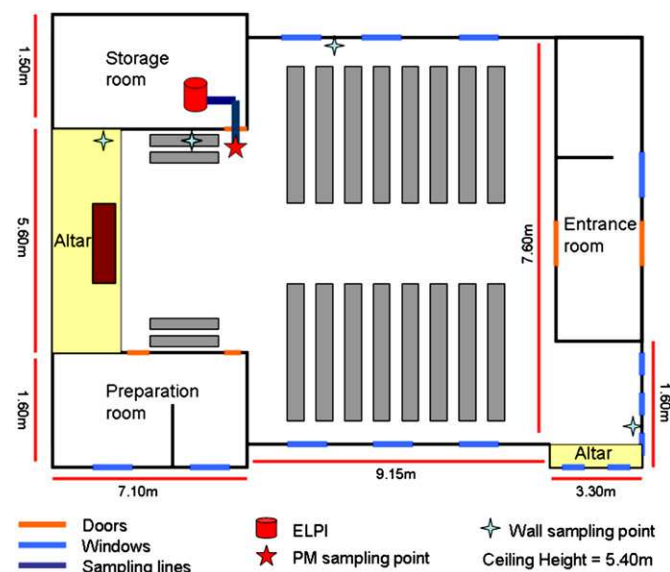 1.50m
Storage
room
5.60m
Altar
7.60m
Entrance
room
1.60m
Preparation
room
1.60m
Altar
7.10m
9.15m
3.30m
Doors
Windows
Sampling lines
ELPI
PM sampling point
Wall sampling point
Ceiling Height = 5.40m